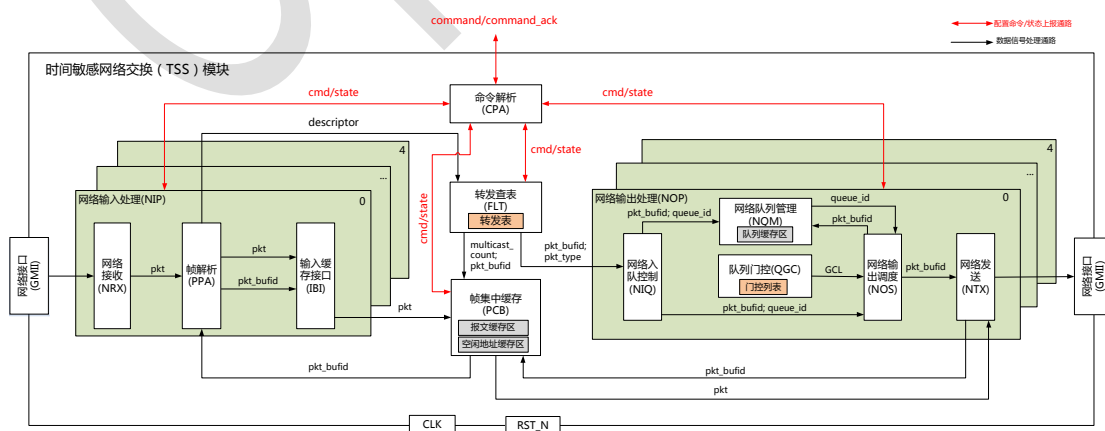 command/command_ack
配置命令/状态上报通路
数据信号处理通路
时间敏感网络交换（TSS）模块
cmd/state
命令解析
(CPA)
cmd/state
descriptor
cmd/state
cmd/state
4
...
网络输入处理(NIP)
0
网络接口
(GMII)
网络
接收
(NRX)
pkt
帧解析
(PPA)
pkt
pkt_bufid
输入缓
存接口
(IBI)
pkt
转发查表
(FLT)
转发表
multicast_
count;
pkt_bufid
pkt_bufid;
pkt_type
帧集中缓存
(PCB)
报文缓存区
空闲地址缓存区
4
...
网络输出处理(NOP)
0
网络入
队控制
(NIQ)
pkt_bufid; queue_id
网络队列管理
(NQM)
队列缓存区
queue_id
pkt_bufid
队列门控(QGC)
门控列表
GCL
pkt_bufid; queue_id
网络输
出调度
(NOS)
pkt_bufid
网络发
送
(NTX)
网络接口
(GMII)
pkt_bufid
pkt_bufid
pkt
CLK
RST_N